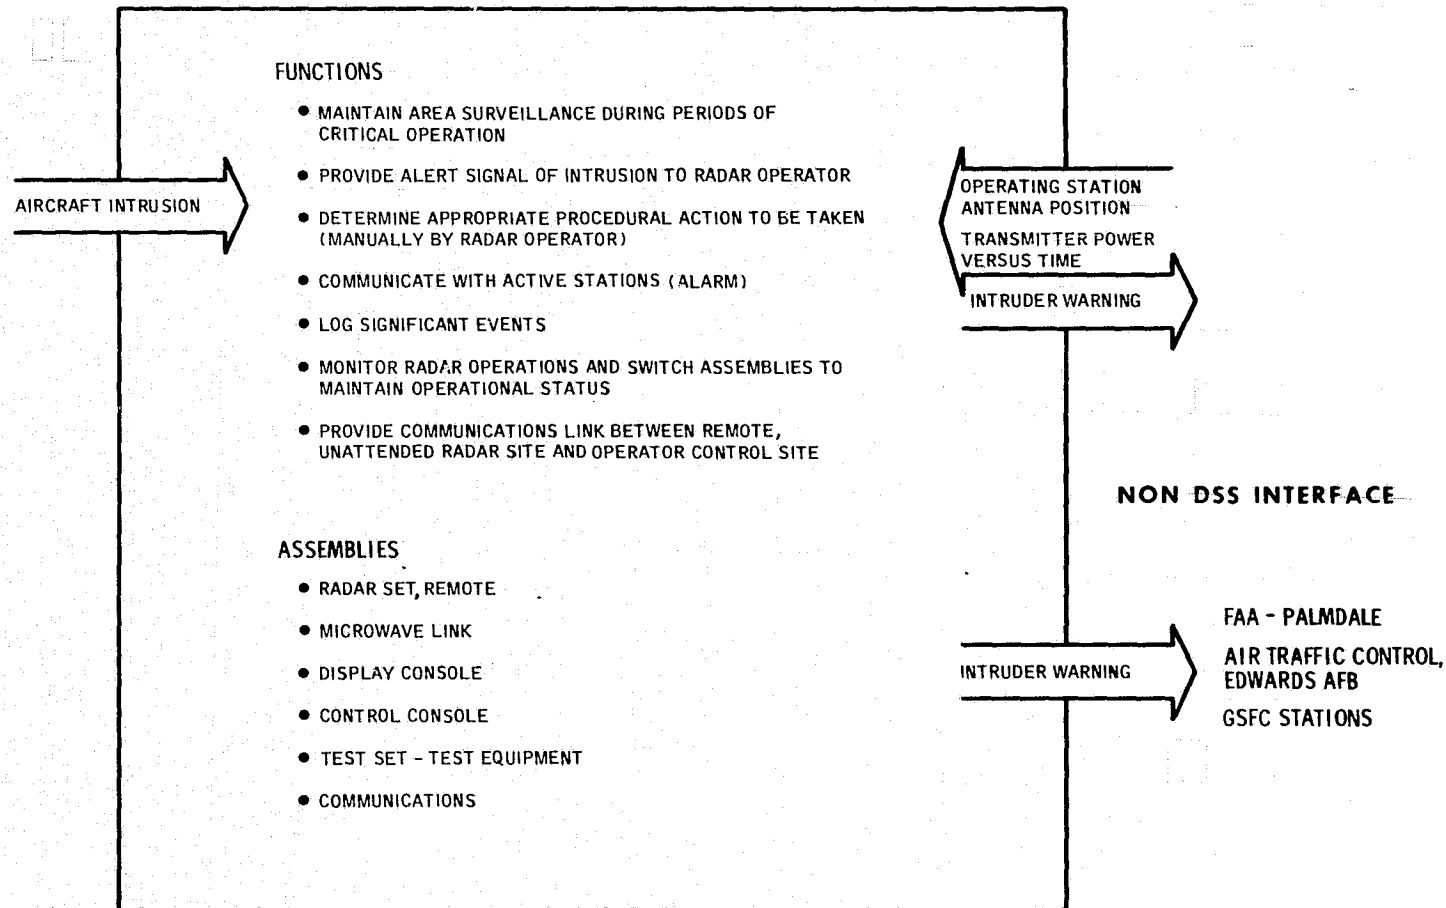 FUNCTIONS
● MAINTAIN AREA SURVEILLANCE DURING PERIODS OF
CRITICAL OPERATION
● PROVIDE ALERT SIGNAL OF INTRUSION TO RADAR OPERATOR
● DETERMINE APPROPRIATE PROCEDURAL ACTION TO BE TAKEN
(MANUALLY BY RADAR OPERATOR)
● COMMUNICATE WITH ACTIVE STATIONS (ALARM)
● LOG SIGNIFICANT EVENTS
● MONITOR RADAR OPERATIONS AND SWITCH ASSEMBLIES TO
MAINTAIN OPERATIONAL STATUS
● PROVIDE COMMUNICATIONS LINK BETWEEN REMOTE,
UNATTENDED RADAR SITE AND OPERATOR CONTROL SITE
ASSEMBLIES
● RADAR SET, REMOTE
● MICROWAVE LINK
● DISPLAY CONSOLE
● CONTROL CONSOLE
● TEST SET - TEST EQUIPMENT
● COMMUNICATIONS
AIRCRAFT INTRUSION
OPERATING STATION
ANTENNA POSITION
TRANSMITTER POWER
VERSUS TIME
INTRUDER WARNING
NON DSS INTERFACE
INTRUDER WARNING
FAA - PALMDALE
AIR TRAFFIC CONTROL,
EDWARDS AFB
GSFC STATIONS